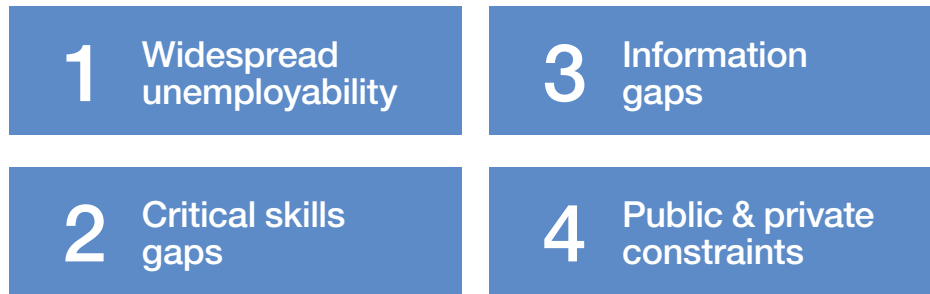 1 Widespread
unemployability
2 Critical skills
gaps
3 Information
gaps
4 Public & private
constraints